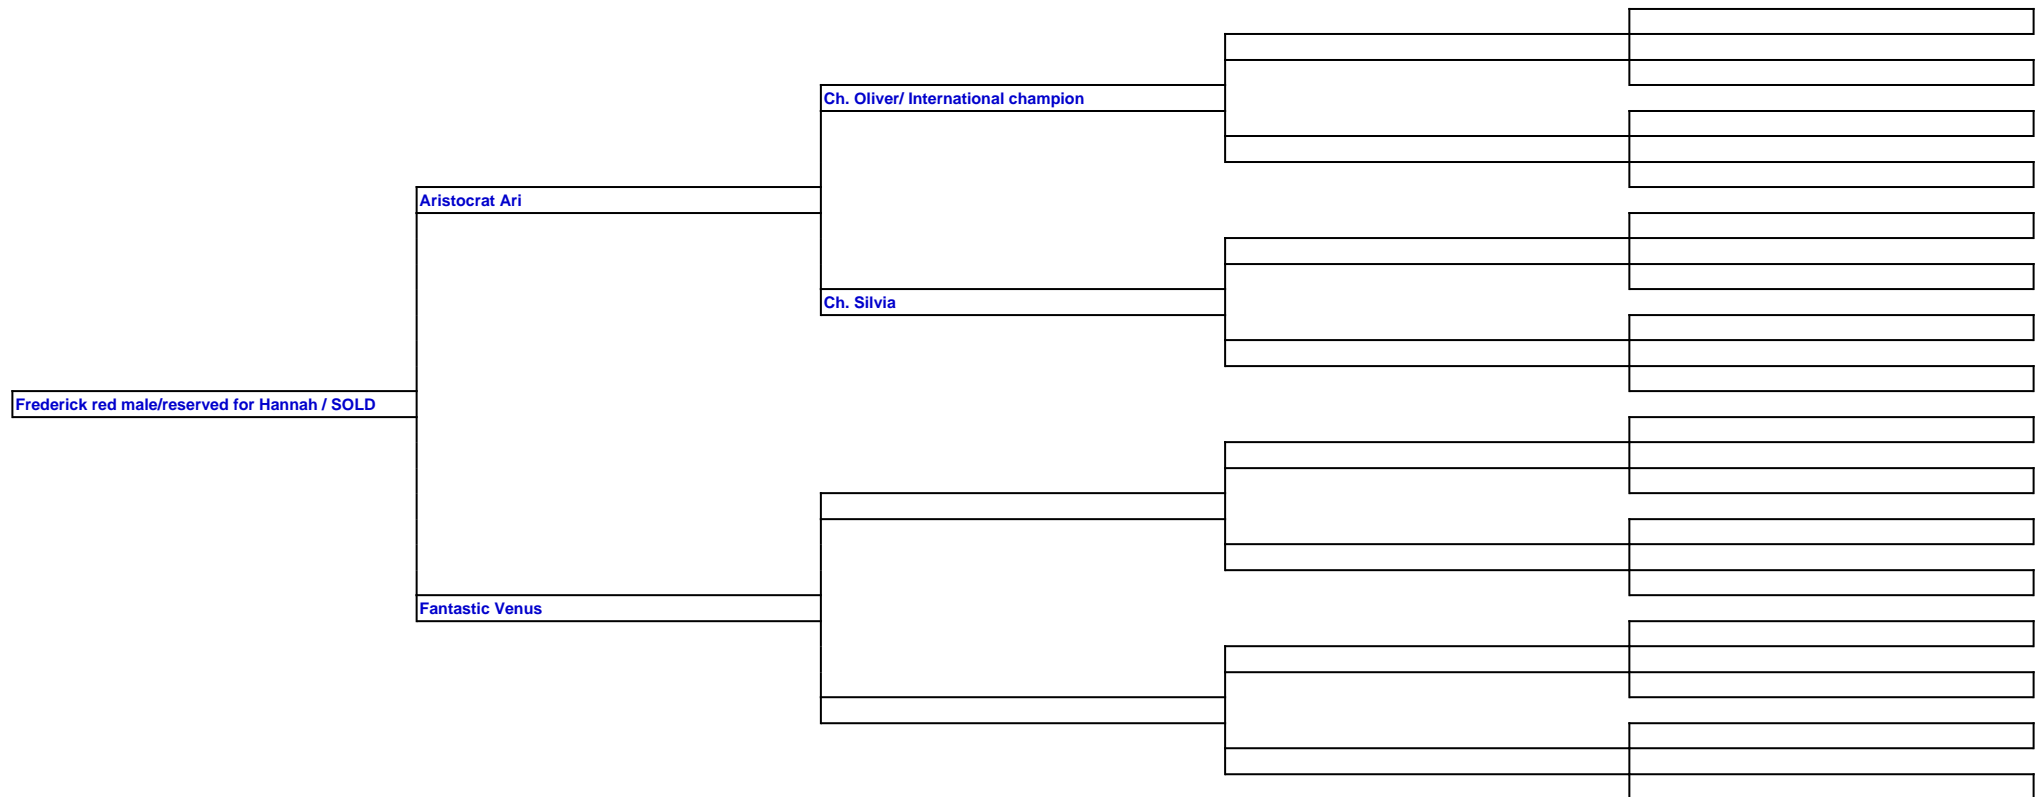 Ch. Oliver/ International champion
Aristocrat Ari
Ch. Silvia
Frederick red male/reserved for Hannah / SOLD
Fantastic Venus